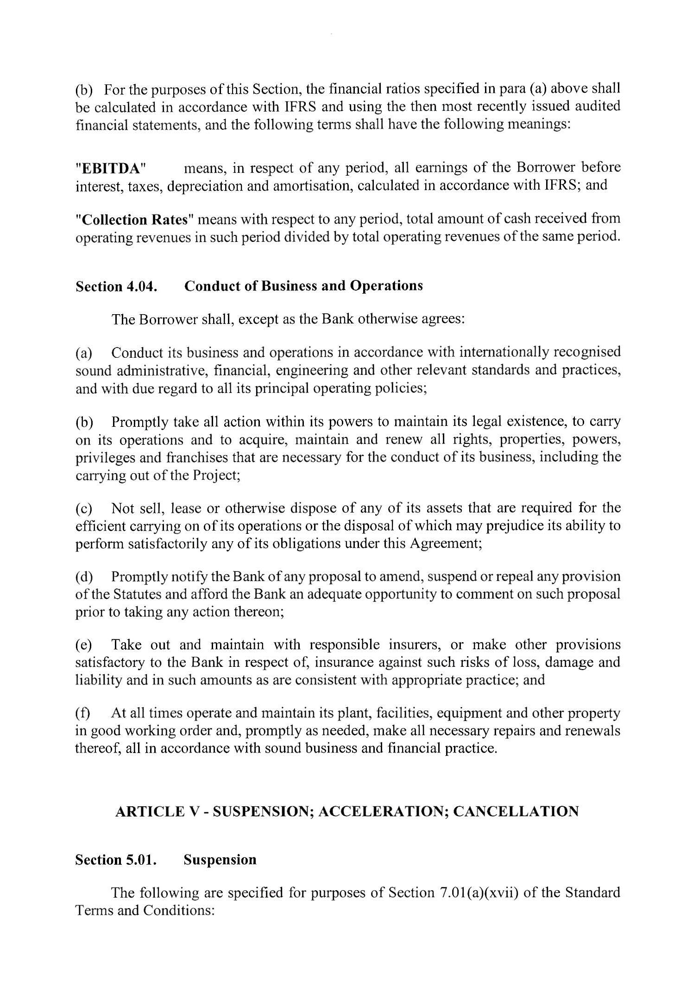 (b) For the purposes of this Section, the financial ratios specified in para (a) above shall
be calculated in accordance with IFRS and using the then most recently issued audited
financial statements, and the following terms shall have the following meanings:
"EBITDA" means, in respect of any period, all earnings of the Borrower before
interest, taxes, depreciation and amortisation, calculated in accordance with IFRS; and
"Collection Rates" means with respect to any period, total amount of cash received from
operating revenues in such period divided by total operating revenues of the same period.
Section 4.04. Conduct of Business and Operations
The Borrower shall, except as the Bank otherwise agrees:
(a) Conduct its business and operations in accordance with internationally recognised
sound administrative, financial, engineering and other relevant standards and practices,
and with due regard to all its principal operating policies;
(b) Promptly take all action within its powers to maintain its legal existence, to carry
on its operations and to acquire, maintain and renew all rights, properties, powers,
privileges and franchises that are necessary for the conduct of its business, including the
carrying out of the Project;
(c) Not sell, lease or otherwise dispose of any of its assets that are required for the
efficient carrying on of its operations or the disposal of which may prejudice its ability to
perform satisfactorily any of its obligations under this Agreement;
(d) Promptly notify the Bank of any proposal to amend, suspend or repeal any provision
of the Statutes and afford the Bank an adequate opportunity to comment on such proposal
prior to taking any action thereon;
(e) Take out and maintain with responsible insurers, or make other provisions
satisfactory to the Bank in respect of, insurance against such risks of loss, damage and
liability and in such amounts as are consistent with appropriate practice; and
(f) At all times operate and maintain its plant, facilities, equipment and other property
in good working order and, promptly as needed, make all necessary repairs and renewals
thereof, all in accordance with sound business and financial practice.
ARTICLE V - SUSPENSION; ACCELERATION; CANCELLATION
Section 5.01. Suspension
The following are specified for purposes of Section 7.01(a)(xvii) of the Standard
Terms and Conditions: